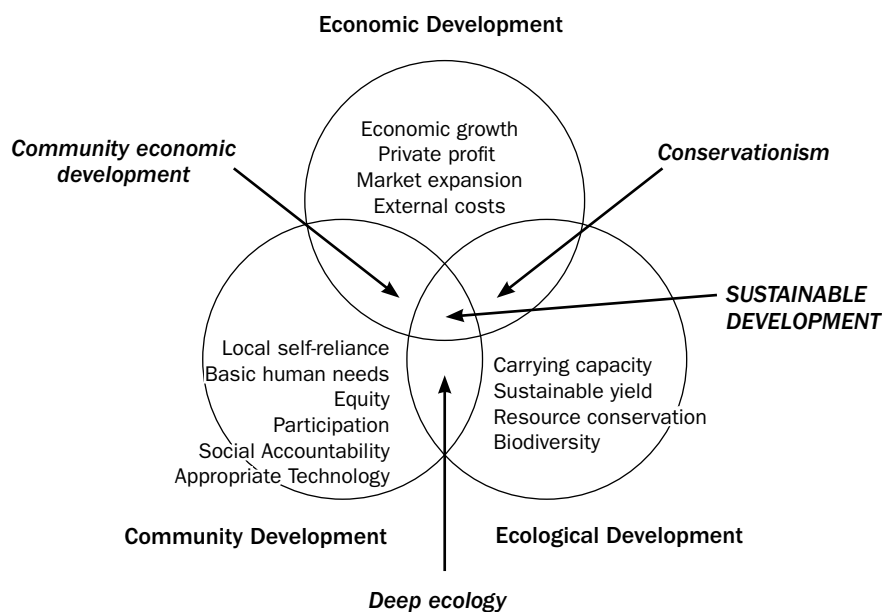 Economic Development
Economic growth
Private profit
Market expansion
External costs
Community economic
development
Conservationism
SUSTAINABLE
DEVELOPMENT
Local self-reliance
Basic human needs
Equity
Participation
Social Accountability
Appropriate Technology
Carrying capacity
Sustainable yield
Resource conservation
Biodiversity
Community Development
Ecological Development
Deep ecology